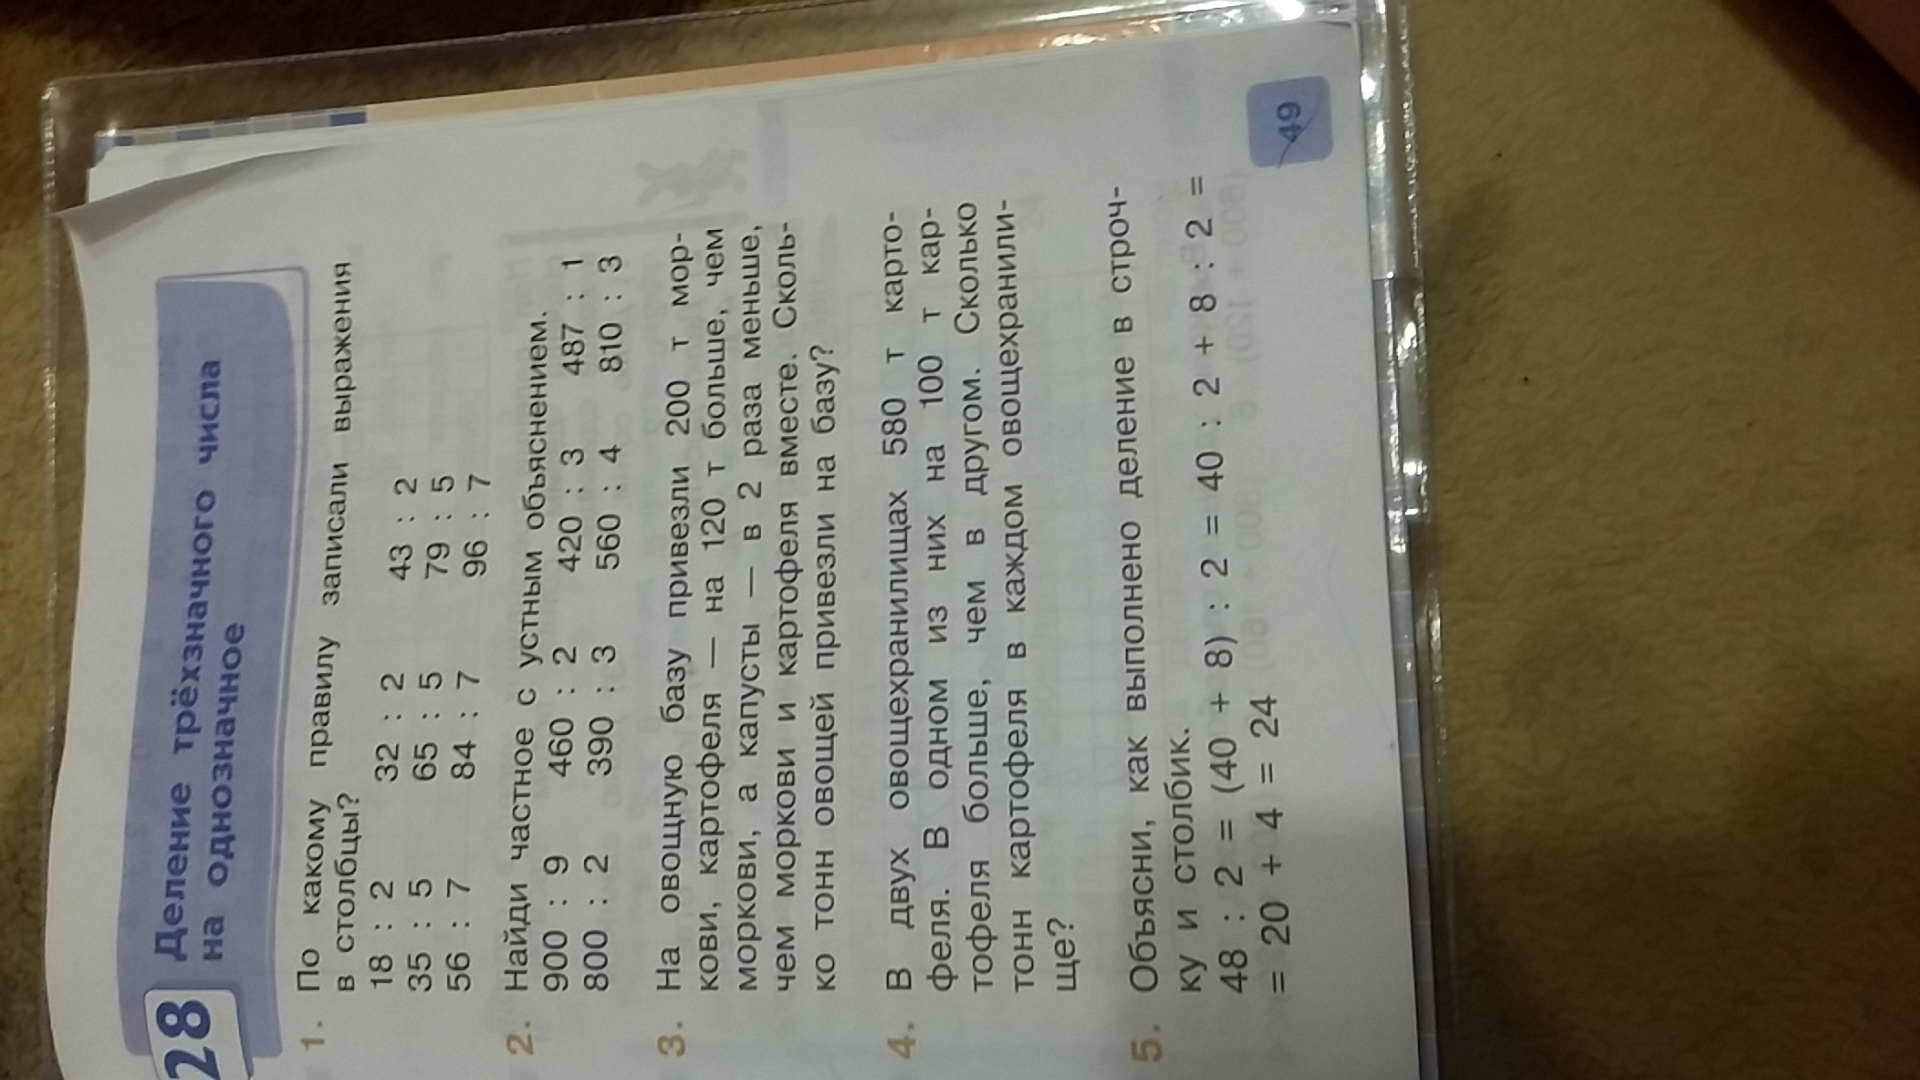 28 Деление трёхзначного числа
на однозначное
1. По какому правилу записали выражения
в столбцы?
18 : 2 32 : 2 43 : 2
35 : 5 65 : 5 79 : 5
56 : 7 84 : 7 96 : 7
2. Найди частное с устным объяснением.
900 : 9 460 : 2 420 : 3 487 : 1
800 : 2 390 : 3 560 : 4 810 : 3
3. На овощную базу привезли 200 т мор-
кови, картофеля — на 120 т больше, чем
моркови, а капусты — в 2 раза меньше,
чем моркови и картофеля вместе. Сколь-
ко тонн овощей привезли на базу?
4. В двух овощехранилищах 580 т карто-
феля. В одном из них на 100 т кар-
тофеля больше, чем в другом. Сколько
тонн картофеля в каждом овощехранили-
ще?
5. Объясни, как выполнено деление в строч-
ку и столбик.
48 : 2 = (40 + 8) : 2 = 40 : 2 + 8 : 2 =
= 20 + 4 = 24
49